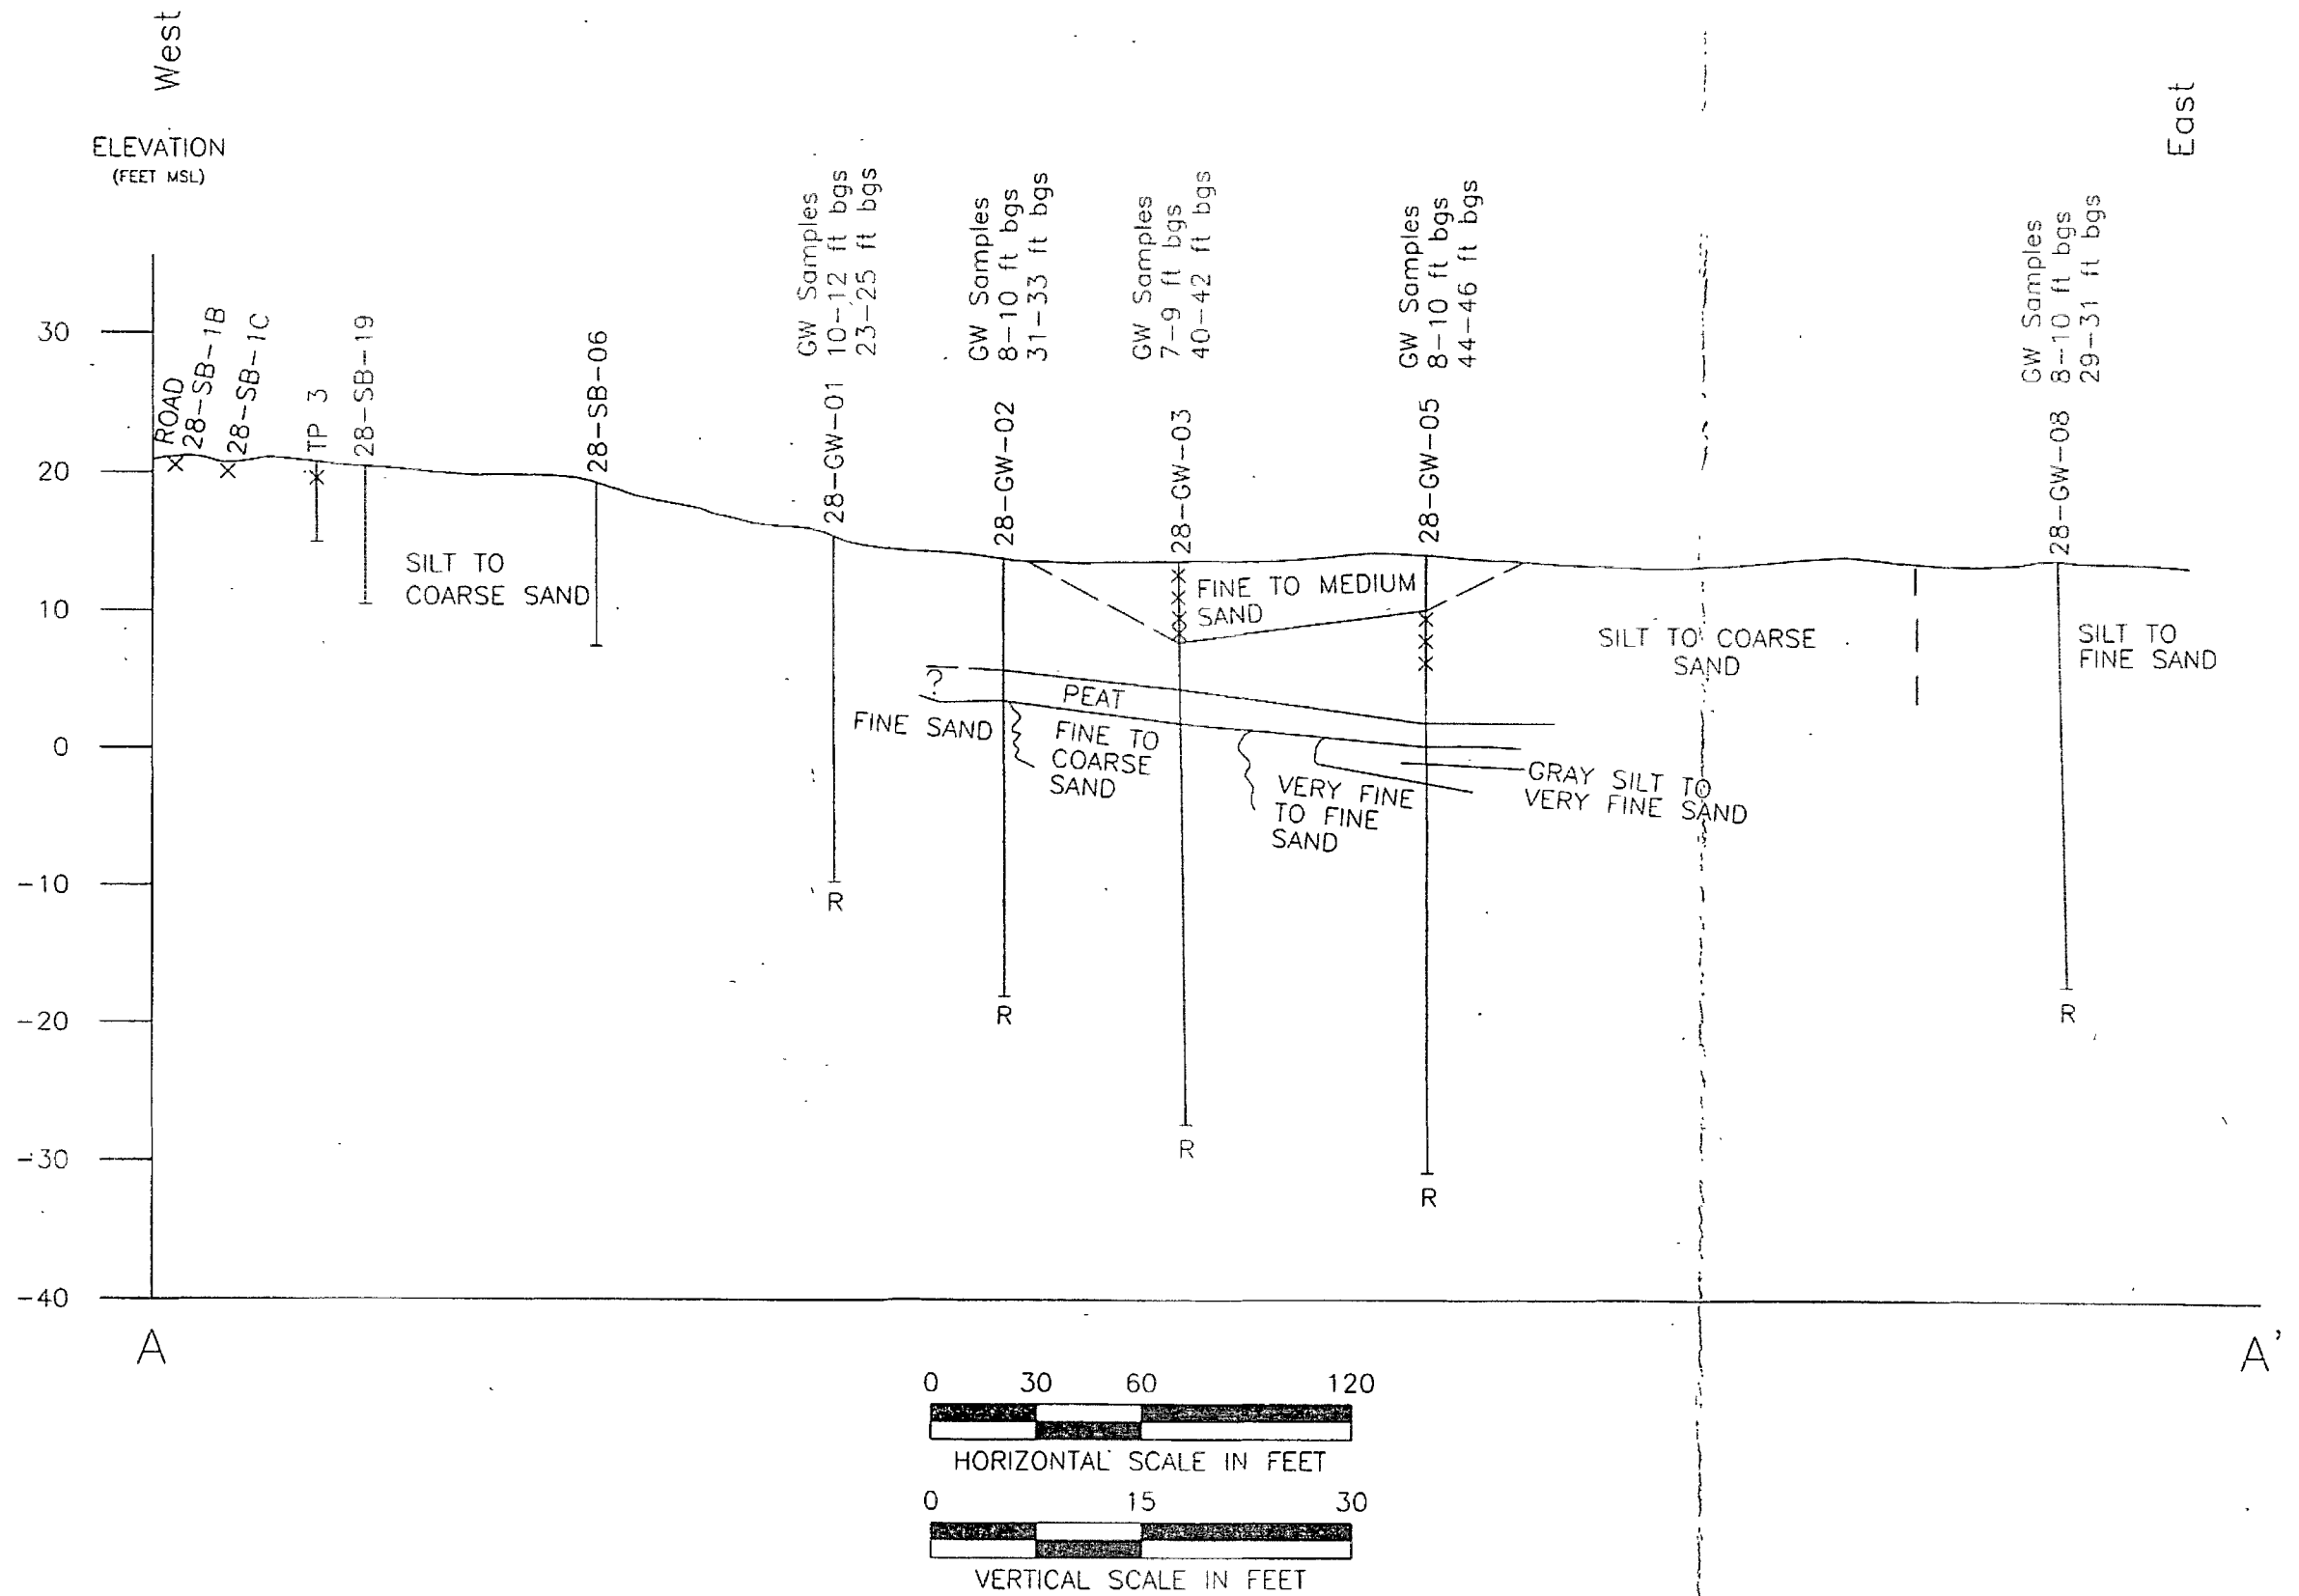 West
East
ELEVATION
(FEET MSL)
30
20
10
0
-10
-20
-30
-40
ROAD
28-SB-1B
28-SB-1C
TP 3
28-SB-19
28-SB-06
GW Samples
10-12 ft bgs
23-25 ft bgs
28-GW-01
GW Samples
8-10 ft bgs
31-33 ft bgs
28-GW-02
GW Samples
7-9 ft bgs
40-42 ft bgs
28-GW-03
GW Samples
8-10 ft bgs
44-46 ft bgs
28-GW-05
GW Samples
8-10 ft bgs
29-31 ft bgs
28-GW-08
SILT TO
COARSE SAND
FINE TO MEDIUM
SAND
SILT TO COARSE
SAND
SILT TO
FINE SAND
?
PEAT
FINE SAND
FINE TO
COARSE
SAND
VERY FINE
TO FINE
SAND
GRAY SILT TO
VERY FINE SAND
R
R
R
R
R
A
A'
0 30 60 120
HORIZONTAL SCALE IN FEET
0 15 30
VERTICAL SCALE IN FEET